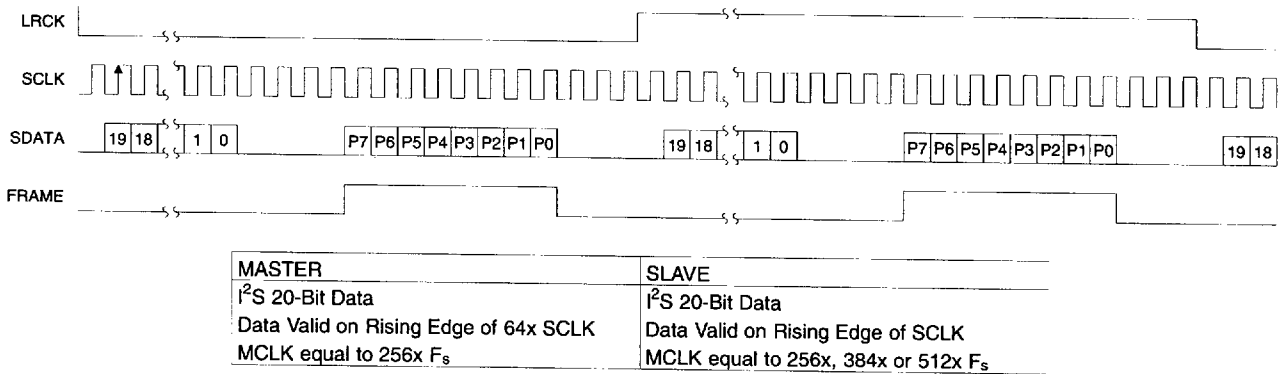 LRCK
SCLK
SDATA 19 18 1 0 P7 P6 P5 P4 P3 P2 P1 P0 19 18 1 0 P7 P6 P5 P4 P3 P2 P1 P0 19 18
FRAME
MASTER SLAVE
I²S 20-Bit Data I²S 20-Bit Data
Data Valid on Rising Edge of 64x SCLK Data Valid on Rising Edge of SCLK
MCLK equal to 256x Fs MCLK equal to 256x, 384x or 512x Fs